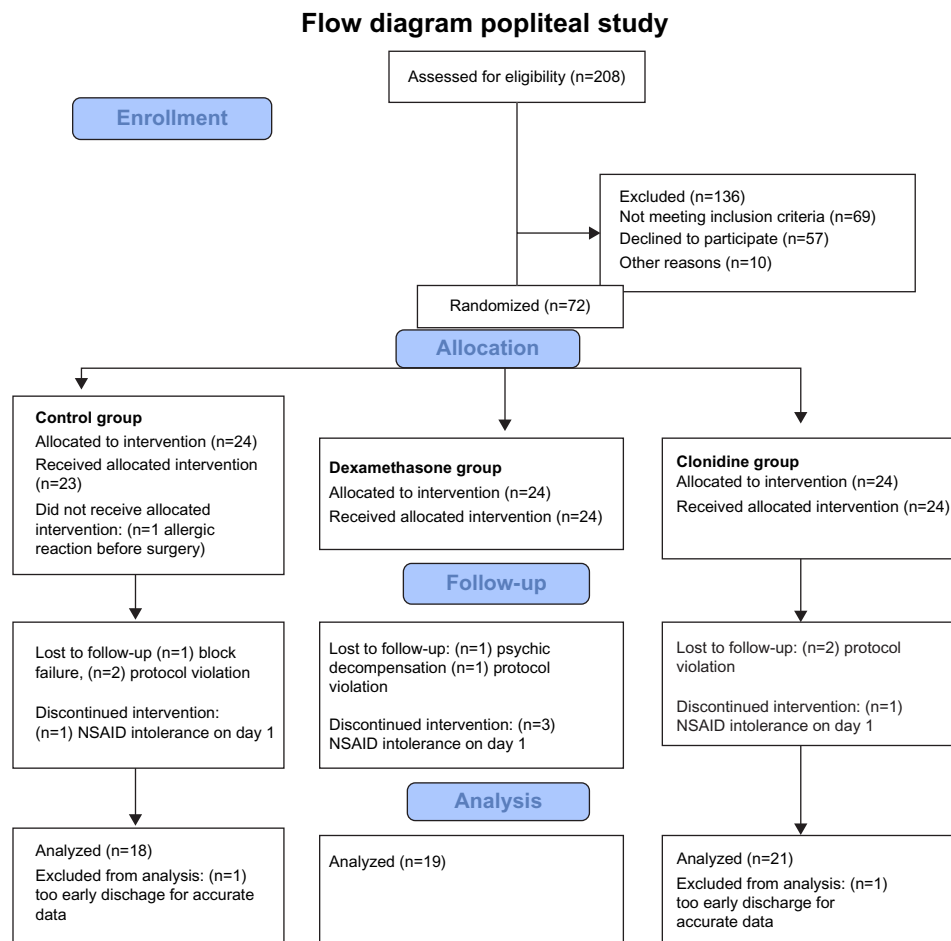 Flow diagram popliteal study
Assessed for eligibility (n=208)
Enrollment
Excluded (n=136)
Not meeting inclusion criteria (n=69)
Declined to participate (n=57)
Other reasons (n=10)
Randomized (n=72)
Allocation
Control group
Allocated to intervention (n=24)
Received allocated intervention
(n=23)
Did not receive allocated
intervention: (n=1 allergic
reaction before surgery)
Dexamethasone group
Allocated to intervention (n=24)
Received allocated intervention (n=24)
Clonidine group
Allocated to intervention (n=24)
Received allocated intervention (n=24)
Follow-up
Lost to follow-up (n=1) block
failure, (n=2) protocol violation
Discontinued intervention:
(n=1) NSAID intolerance on day 1
Lost to follow-up: (n=1) psychic
decompensation (n=1) protocol
violation
Discontinued intervention: (n=3)
NSAID intolerance on day 1
Lost to follow-up: (n=2) protocol
violation
Discontinued intervention: (n=1)
NSAID intolerance on day 1
Analysis
Analyzed (n=18)
Excluded from analysis: (n=1)
too early dischage for accurate
data
Analyzed (n=19)
Analyzed (n=21)
Excluded from analysis: (n=1)
too early discharge for
accurate data